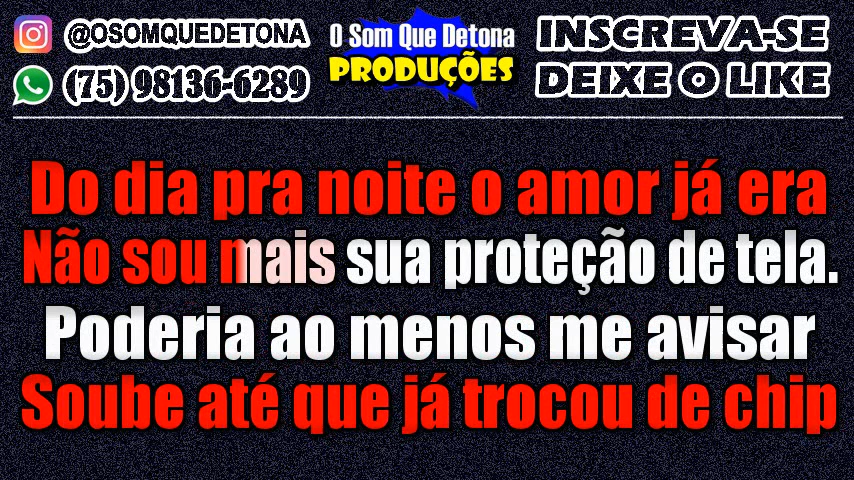 @OSOMQUEDETONA
(75) 98136-6289
O Som Que Detona
PRODUÇÕES
INSCREVA-SE
DEIXE O LIKE
Do dia pra noite o amor já era
Não sou mais sua proteção de tela.
Poderia ao menos me avisar
Soube até que já trocou de chip